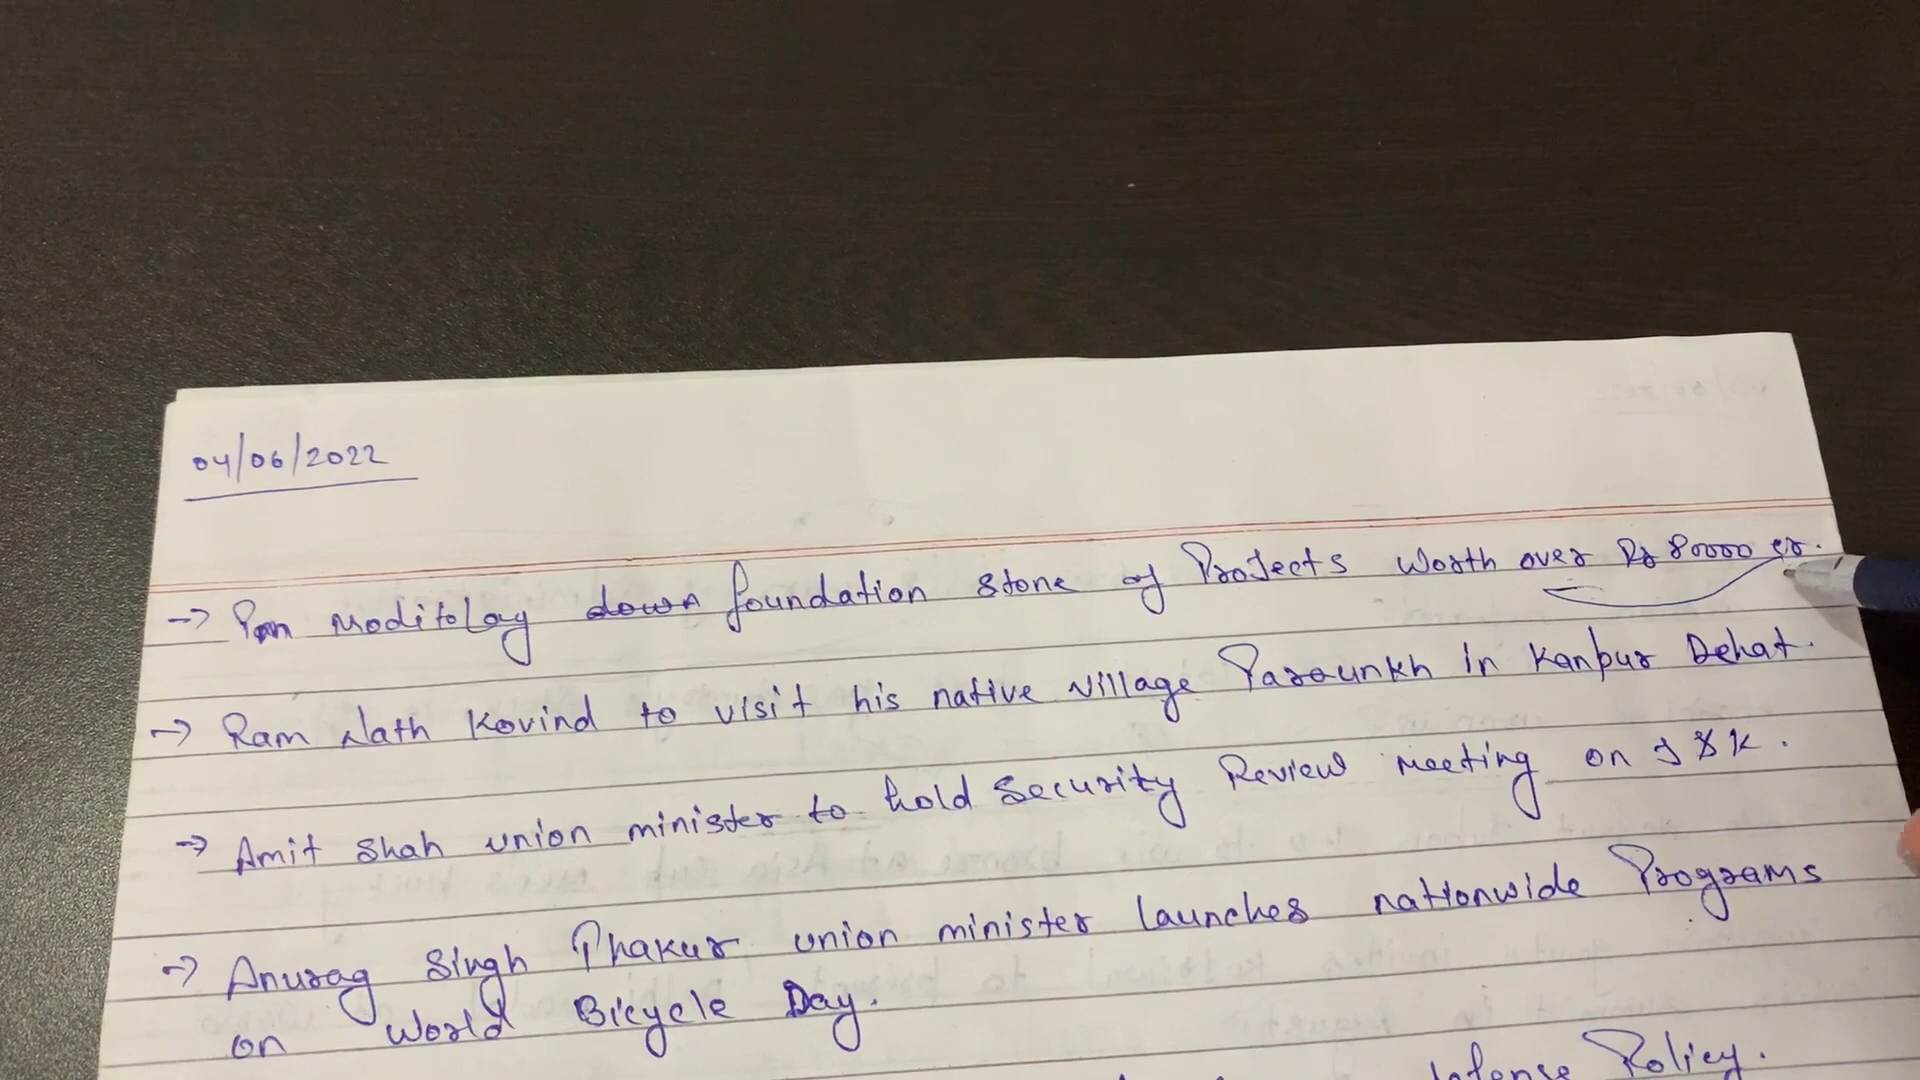 04/06/2022
→ Pm Modi to lay down foundation stone of Projects worth over Rs 80000 cr.
→ Ram Nath Kovind to visit his native village Paraunkh in Kanpur Dehat.
→ Amit Shah union minister to hold Security Review meeting on J & K.
→ Anurag Singh Thakur union minister launches nationwide Programs
on World Bicycle Day.
Policy.